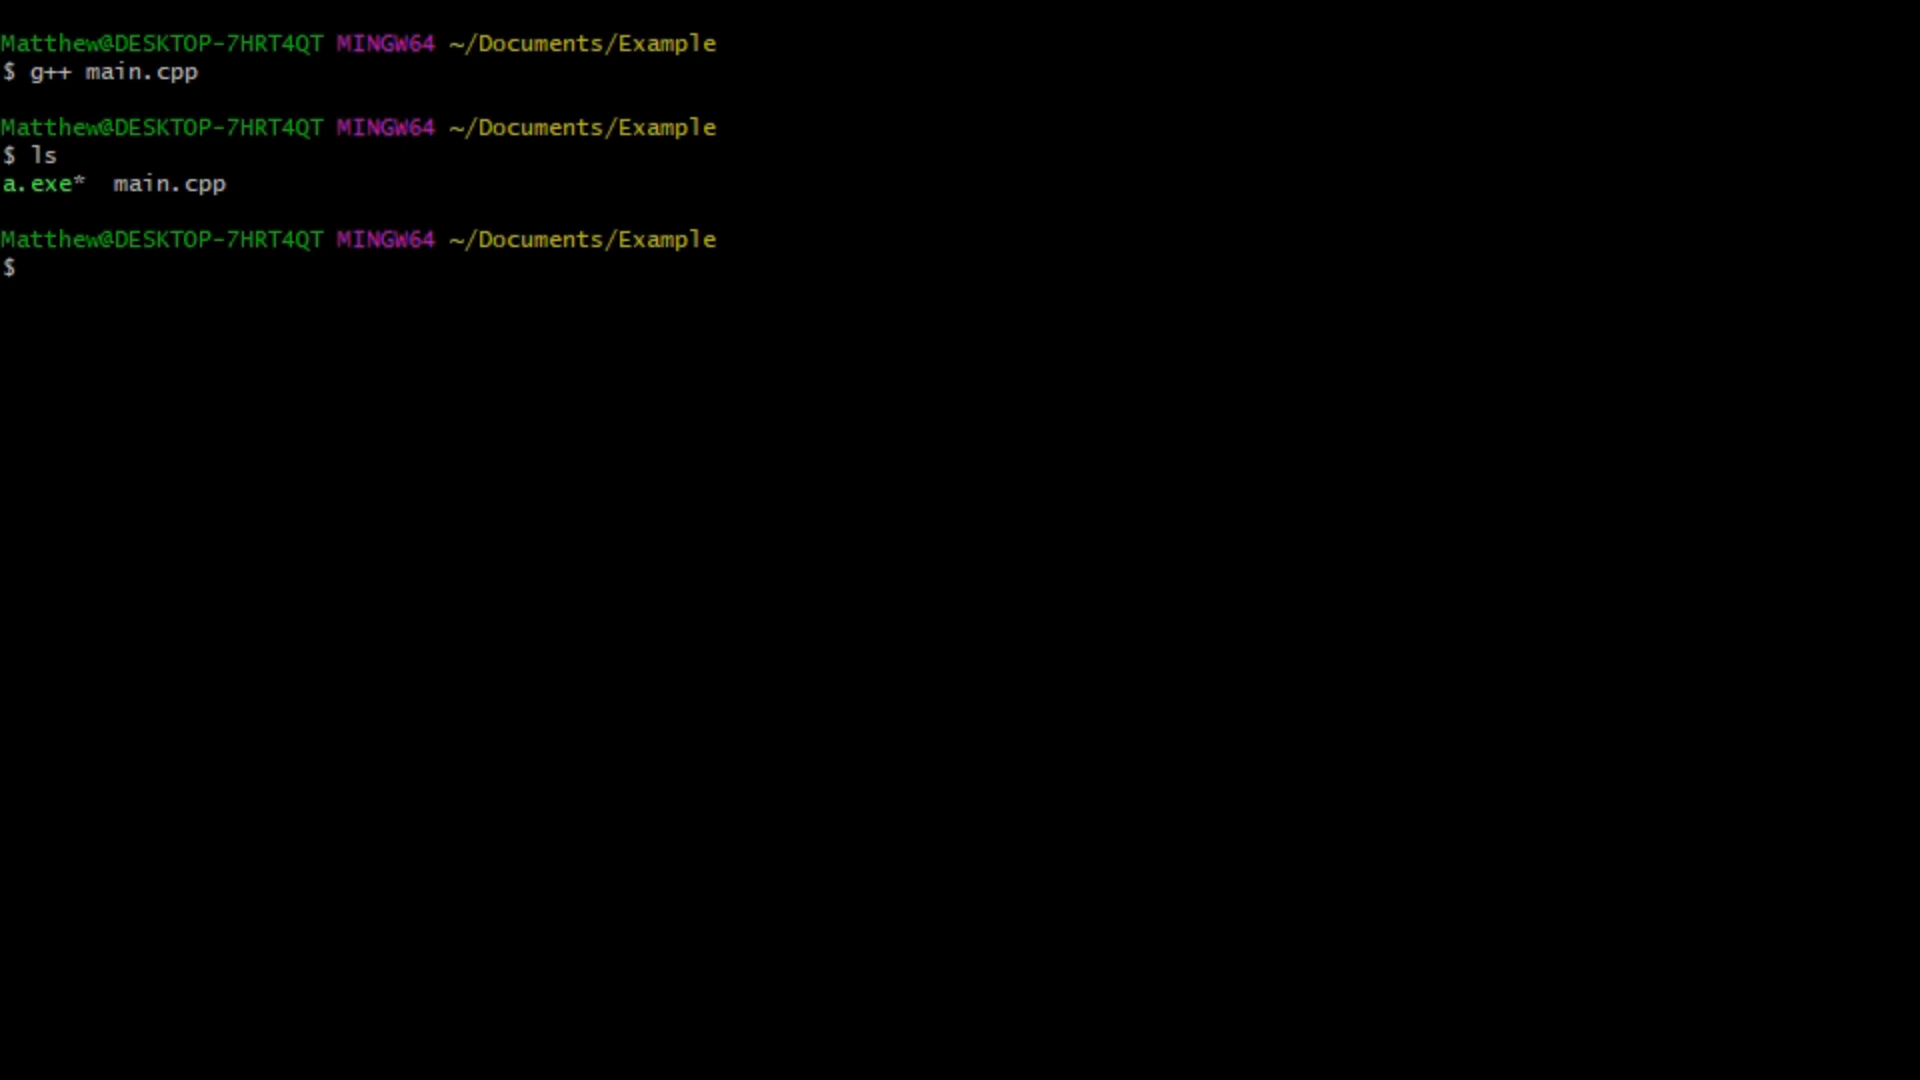 Matthew@DESKTOP-7HRT4QT MINGW64 ~/Documents/Example
$ g++ main.cpp
Matthew@DESKTOP-7HRT4QT MINGW64 ~/Documents/Example
$ ls
a.exe*  main.cpp
Matthew@DESKTOP-7HRT4QT MINGW64 ~/Documents/Example
$